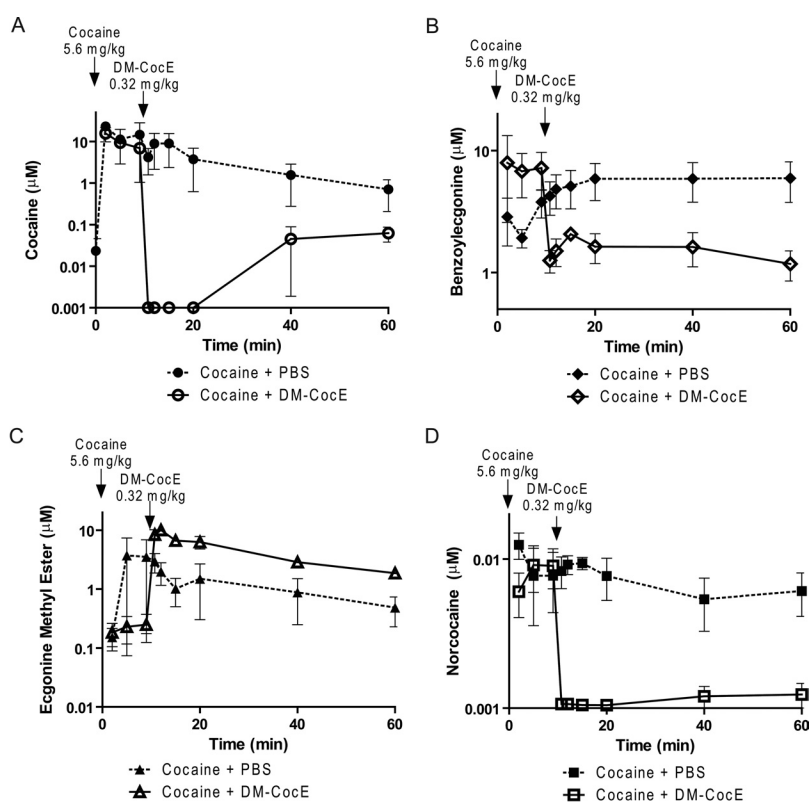 A
Cocaine
5.6 mg/kg
DM-CocE
0.32 mg/kg
Cocaine (µM)
100
10
1
0.1
0.01
0.001
0 20 40 60
Time (min)
Cocaine + PBS
Cocaine + DM-CocE
B
Cocaine
5.6 mg/kg
DM-CocE
0.32 mg/kg
Benzoylecgonine (µM)
10
1
0 20 40 60
Time (min)
Cocaine + PBS
Cocaine + DM-CocE
C
Cocaine
5.6 mg/kg
DM-CocE
0.32 mg/kg
Ecgonine Methyl Ester (µM)
100
10
1
0.1
0.01
0 20 40 60
Time (min)
Cocaine + PBS
Cocaine + DM-CocE
D
Cocaine
5.6 mg/kg
DM-CocE
0.32 mg/kg
Norcocaine (µM)
0.01
0.001
0 20 40 60
Time (min)
Cocaine + PBS
Cocaine + DM-CocE